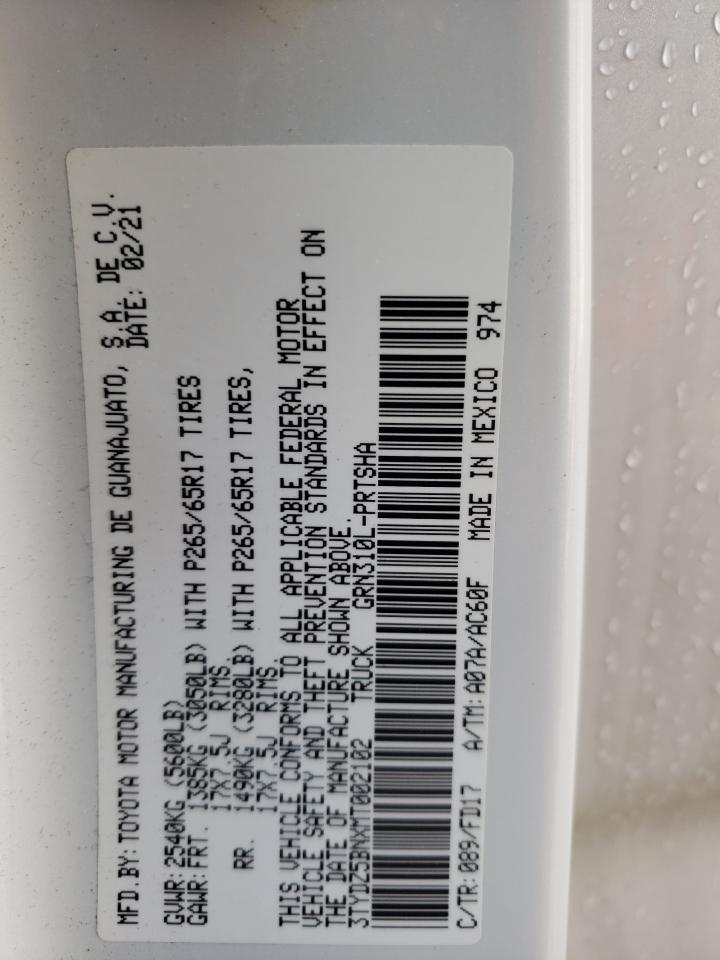 MFD.BY: TOYOTA MOTOR MANUFACTURING DE GUANAJUATO, S.A. DE C.V.
DATE: 02/21
GVWR: 2540KG (5600LB)
GAWR: FRT. 1385KG (3050LB) WITH P265/65R17 TIRES
17X7.5J RIMS.
RR. 1490KG (3280LB) WITH P265/65R17 TIRES,
17X7.5J RIMS.
THIS VEHICLE CONFORMS TO ALL APPLICABLE FEDERAL MOTOR
VEHICLE SAFETY AND THEFT PREVENTION STANDARDS IN EFFECT ON
THE DATE OF MANUFACTURE SHOWN ABOVE.
3TYDZ5BNXMT002102 TRUCK GRN310L-PRTSHA
C/TR: 089/FD17 A/TM: A07A/AC60F MADE IN MEXICO 974